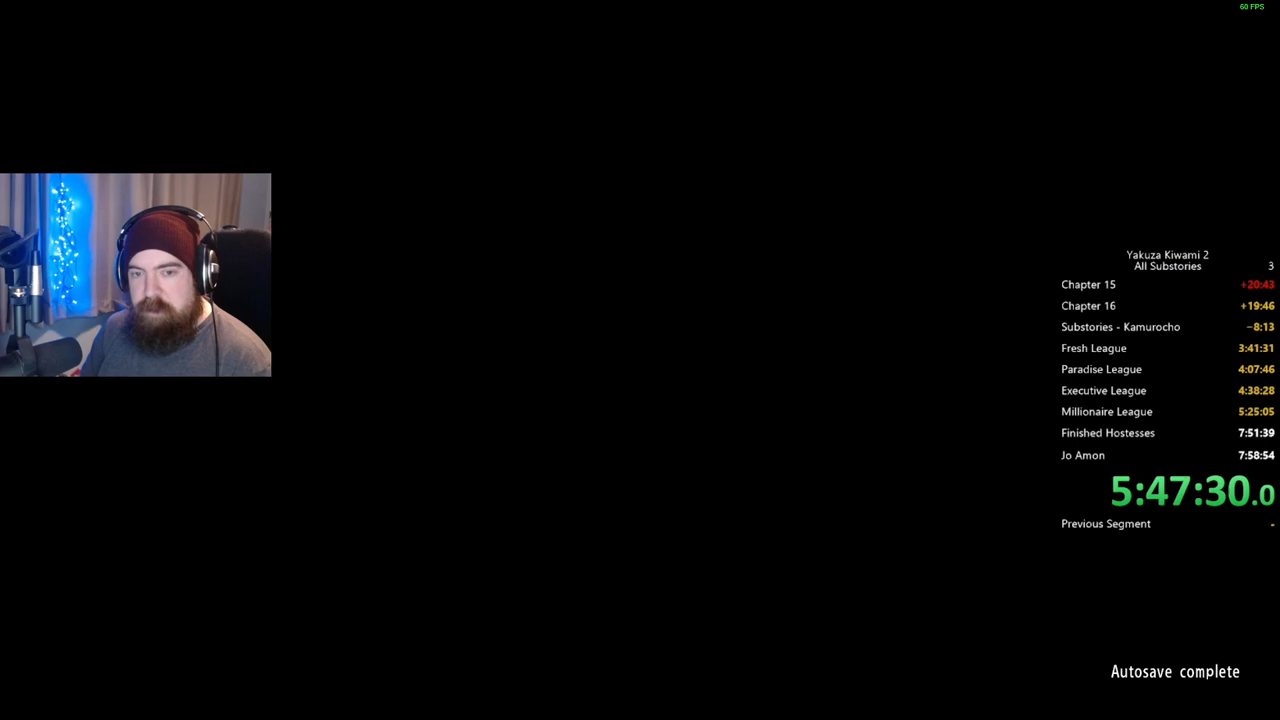 60 FPS
Yakuza Kiwami 2
All Substories 3
Chapter 15 +20:43
Chapter 16 +19:46
Substories - Kamurocho −8:13
Fresh League 3:41:31
Paradise League 4:07:46
Executive League 4:38:28
Millionaire League 5:25:05
Finished Hostesses 7:51:39
Jo Amon 7:58:54
5:47:30.0
Previous Segment -
Autosave complete